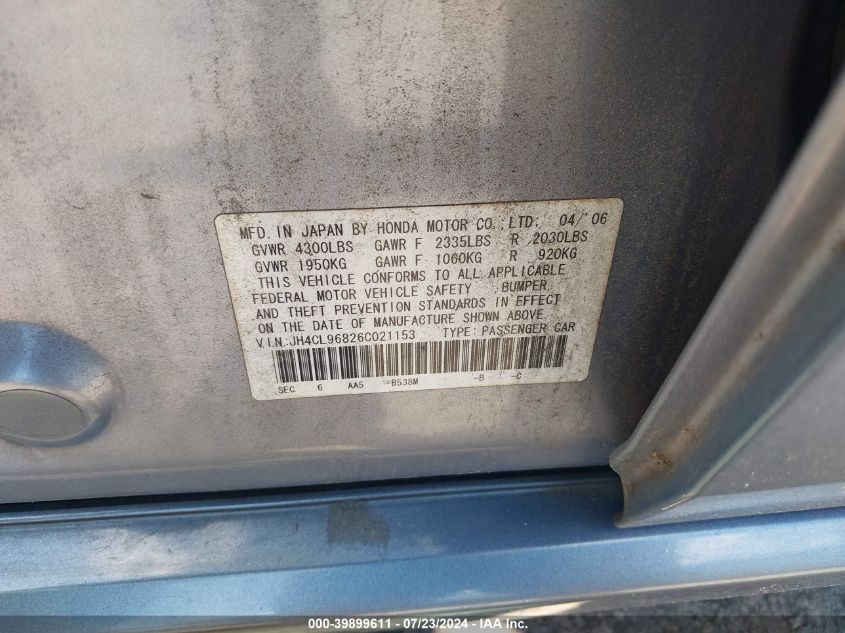 MFD. IN JAPAN BY HONDA MOTOR CO.,LTD; 04/'06
GVWR 4300LBS GAWR F 2335LBS R 2030LBS
GVWR 1950KG GAWR F 1060KG R 920KG
THIS VEHICLE CONFORMS TO ALL APPLICABLE
FEDERAL MOTOR VEHICLE SAFETY , BUMPER,
AND THEFT PREVENTION STANDARDS IN EFFECT
ON THE DATE OF MANUFACTURE SHOWN ABOVE.
V.I.N:JH4CL96826C021153 TYPE: PASSENGER CAR
SEC 6 AA5 B538M -B -C
000-39899611 - 07/23/2024 - IAA Inc.